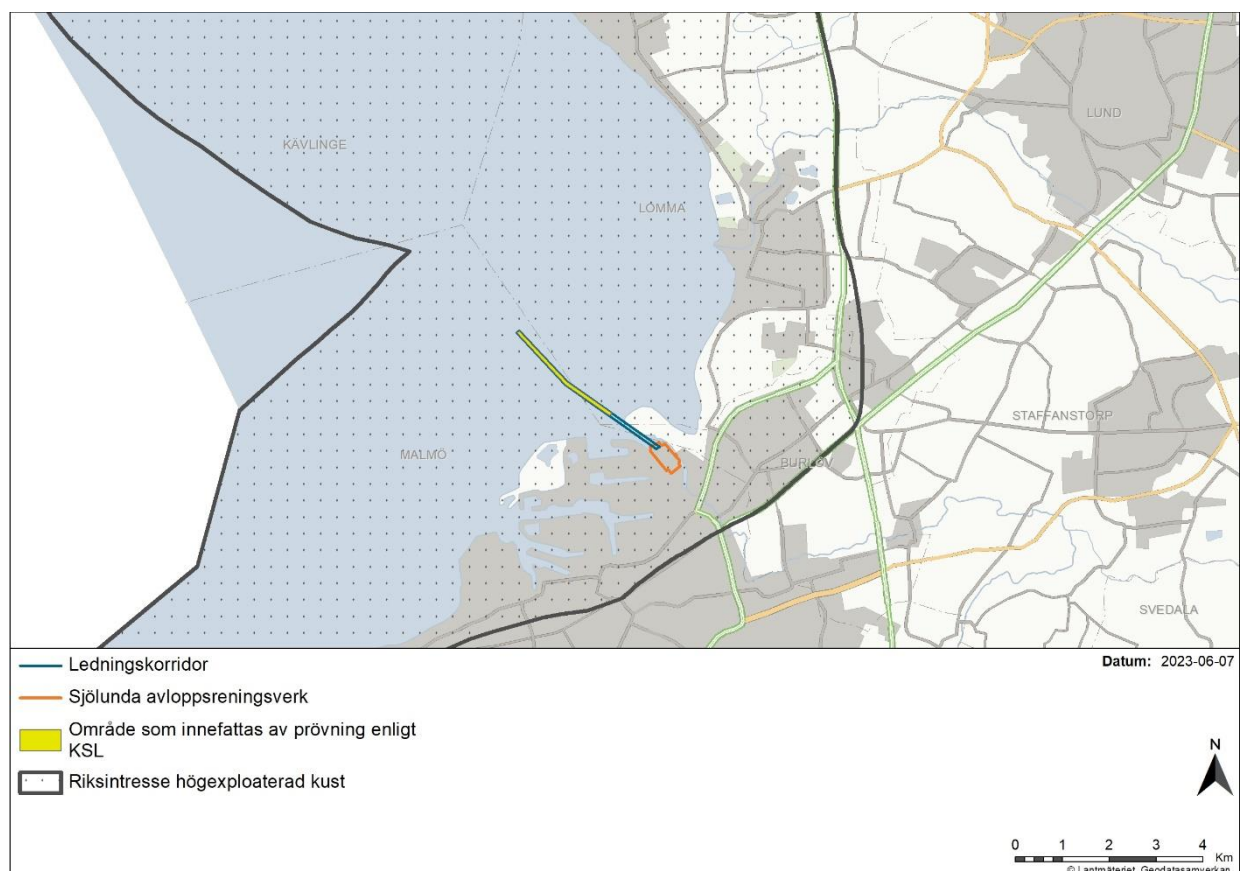 KÄVLINGE
LUND
LOMMA
STAFFANSTORP
MALMÖ
BURLÖV
SVEDALA
Ledningskorridor
Datum: 2023-06-07
Sjölunda avloppsreningsverk
Område som innefattas av prövning enligt
KSL
Riksintresse högexploaterad kust
N
0 1 2 3 4
Km
© Lantmäteriet, Geodatasamverkan